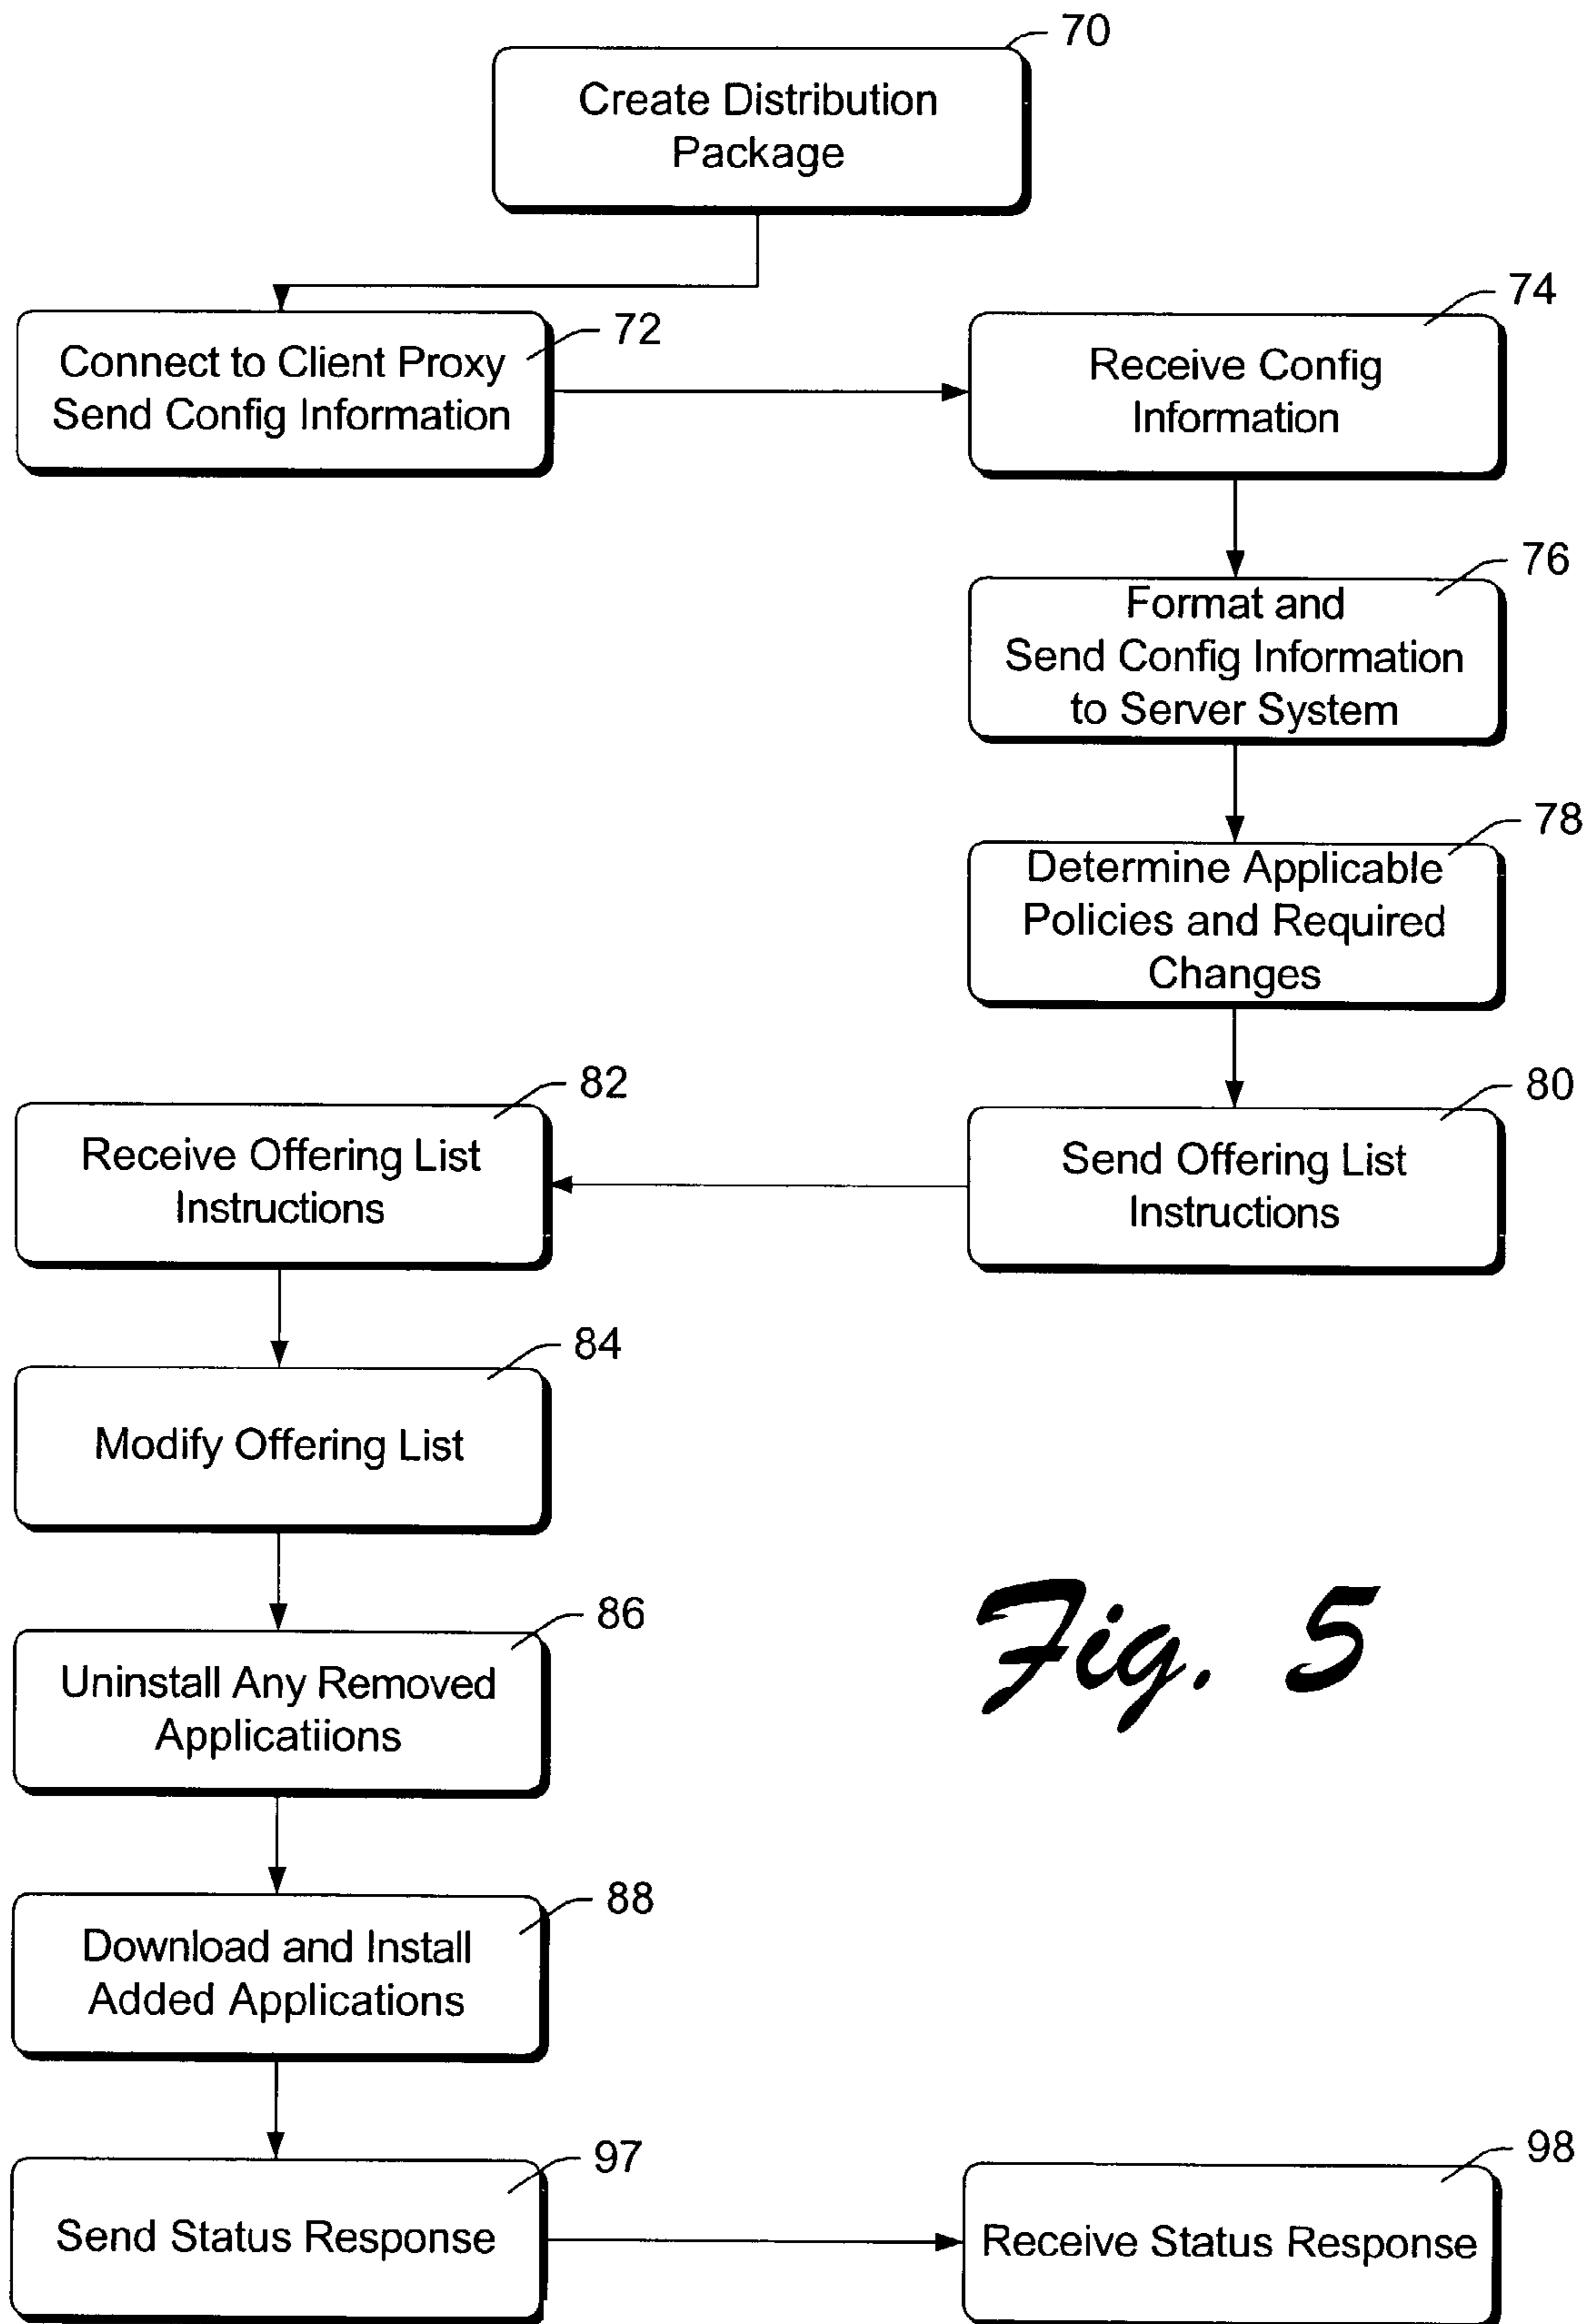 70
Create Distribution
Package
72
Connect to Client Proxy
Send Config Information
74
Receive Config
Information
76
Format and
Send Config Information
to Server System
78
Determine Applicable
Policies and Required
Changes
80
Send Offering List
Instructions
82
Receive Offering List
Instructions
84
Modify Offering List
86
Uninstall Any Removed
Applicatiions
88
Download and Install
Added Applications
97
Send Status Response
98
Receive Status Response
Fig. 5